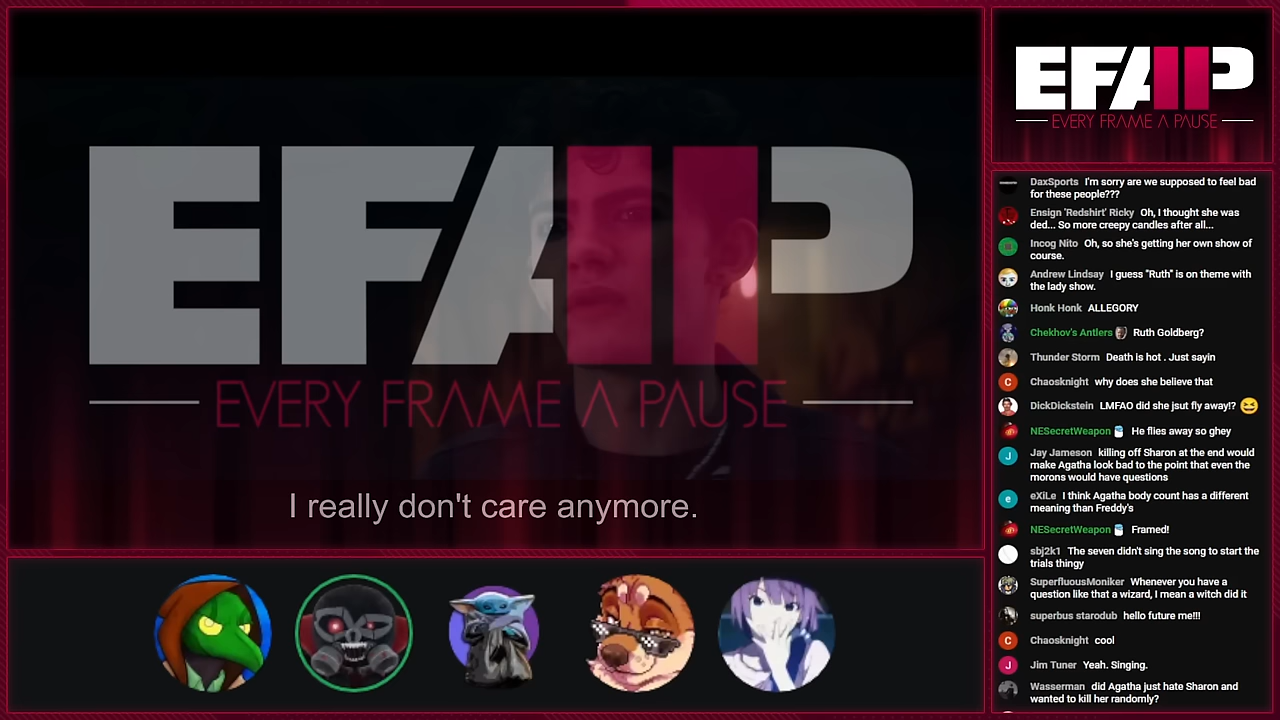 EFAP
EVERY FRAME A PAUSE
I really don't care anymore.
EFAP
EVERY FRAME A PAUSE
DaxSports I'm sorry are we supposed to feel bad
for these people???
Ensign 'Redshirt' Ricky Oh, I thought she was
ded... So more creepy candles after all...
Incog Nito Oh, so she's getting her own show of
course.
Andrew Lindsay I guess "Ruth" is on theme with
the lady show.
Honk Honk ALLEGORY
Chekhov's Antlers Ruth Goldberg?
Thunder Storm Death is hot . Just sayin
C
Chaosknight why does she believe that
DickDickstein LMFAO did she jsut fly away!?
NESecretWeapon He flies away so ghey
J
Jay Jameson killing off Sharon at the end would
make Agatha look bad to the point that even the
morons would have questions
e
eXiLe I think Agatha body count has a different
meaning than Freddy's
NESecretWeapon Framed!
sbj2k1 The seven didn't sing the song to start the
trials thingy
SuperfluousMoniker Whenever you have a
question like that a wizard, I mean a witch did it
superbus starodub hello future me!!!
C
Chaosknight cool
J
Jim Tuner Yeah. Singing.
Wasserman did Agatha just hate Sharon and
wanted to kill her randomly?